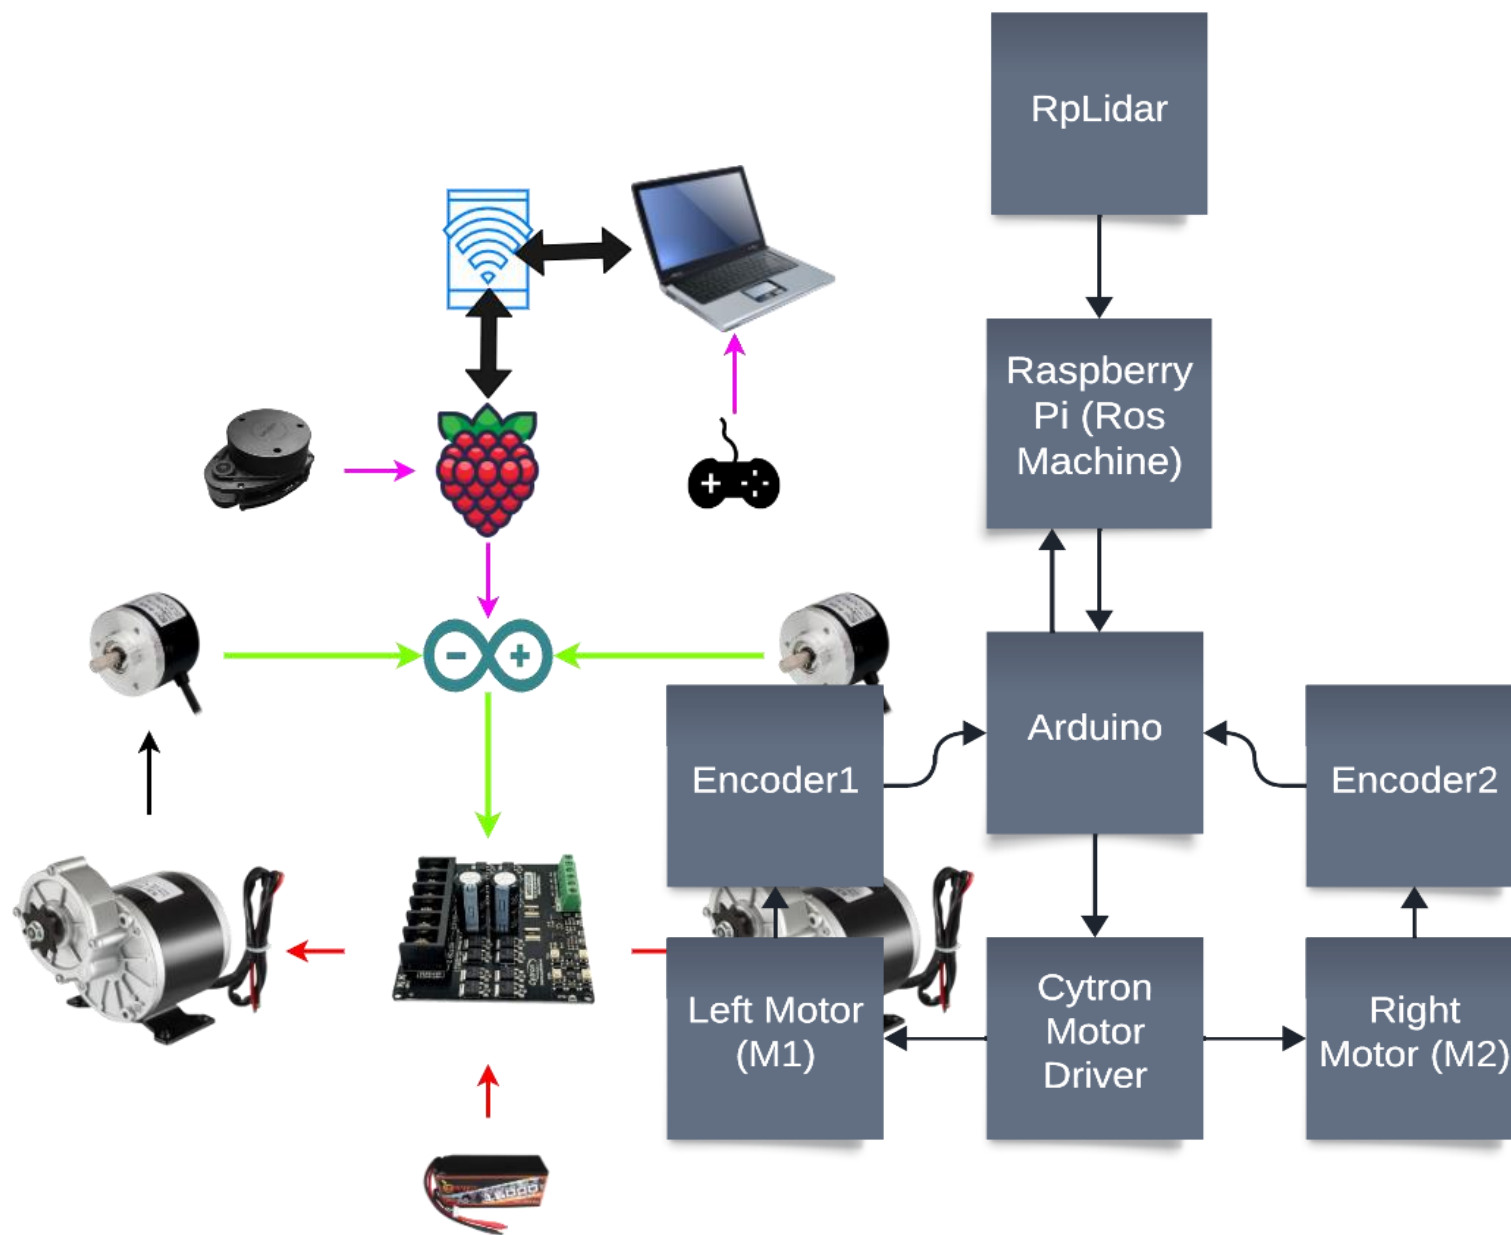 RpLidar
Raspberry
Pi (Ros
Machine)
Arduino
Encoder1
Encoder2
Left Motor
(M1)
Cytron
Motor
Driver
Right
Motor (M2)